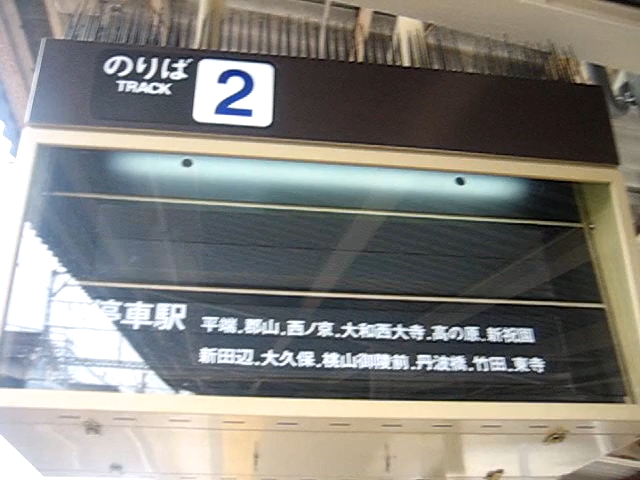 のりば
TRACK
2
停車駅
平端、郡山、西ノ京、大和西大寺、高の原、新祝園
新田辺、大久保、桃山御陵前、丹波橋、竹田、東寺